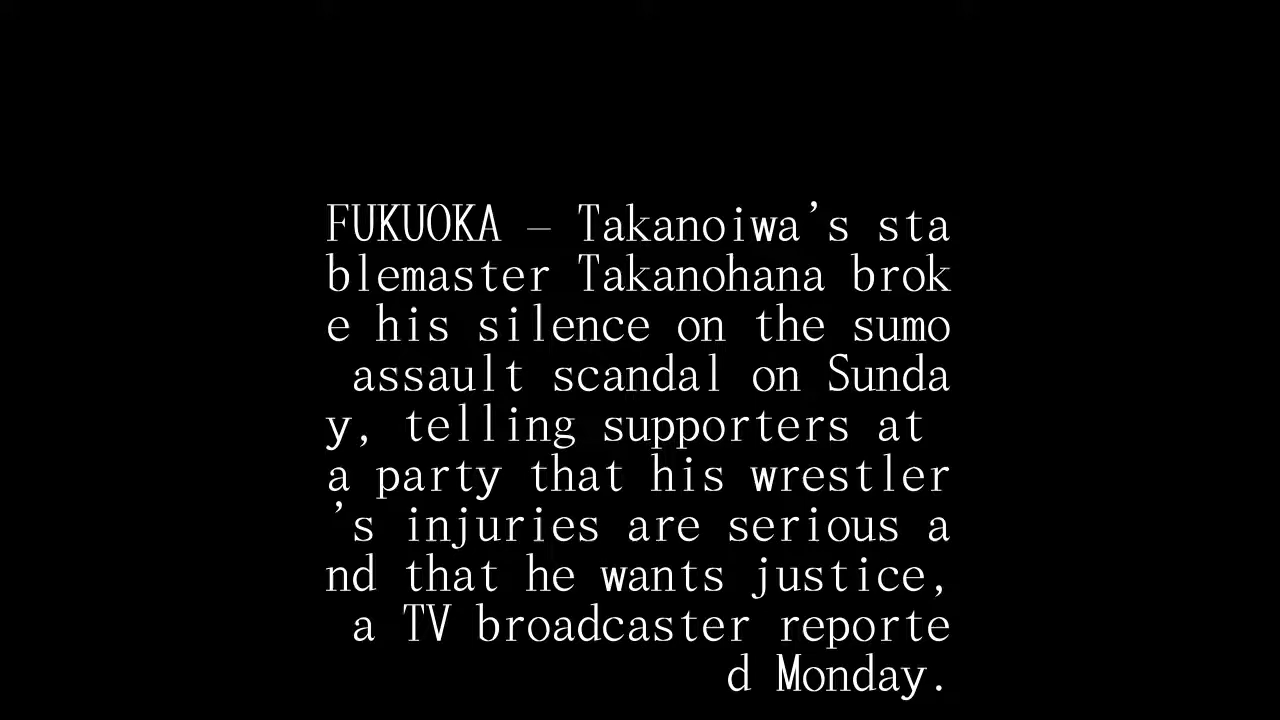 FUKUOKA – Takanoiwa’s sta
blemaster Takanohana brok
e his silence on the sumo
assault scandal on Sunda
y, telling supporters at
a party that his wrestler
’s injuries are serious a
nd that he wants justice,
a TV broadcaster reporte
d Monday.